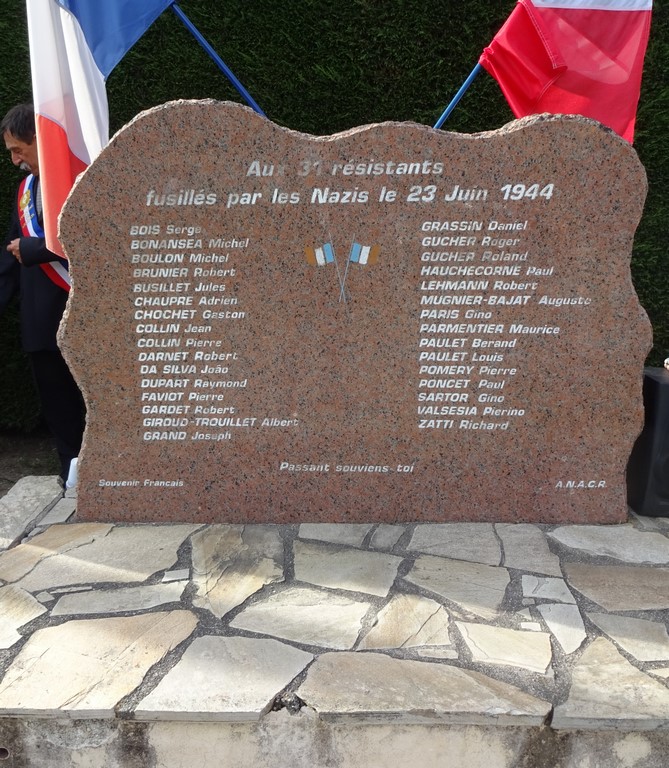 Aux 31 résistants
fusillés par les Nazis le 23 Juin 1944
BOIS Serge
BONANSEA Michel
BOULON Michel
BRUNIER Robert
BUSILLET Jules
CHAUPRE Adrien
CHOCHET Gaston
COLLIN Jean
COLLIN Pierre
DARNET Robert
DA SILVA João
DUPART Raymond
FAVIOT Pierre
GARDET Robert
GIROUD-TROUILLET Albert
GRAND Joseph
GRASSIN Daniel
GUCHER Roger
GUCHER Roland
HAUCHECORNE Paul
LEHMANN Robert
MUGNIER-BAJAT Auguste
PARIS Gino
PARMENTIER Maurice
PAULET Berand
PAULET Louis
POMERY Pierre
PONCET Paul
SARTOR Gino
VALSESIA Pierino
ZATTI Richard
Passant souviens-toi
Souvenir Francais
A.N.A.C.R.